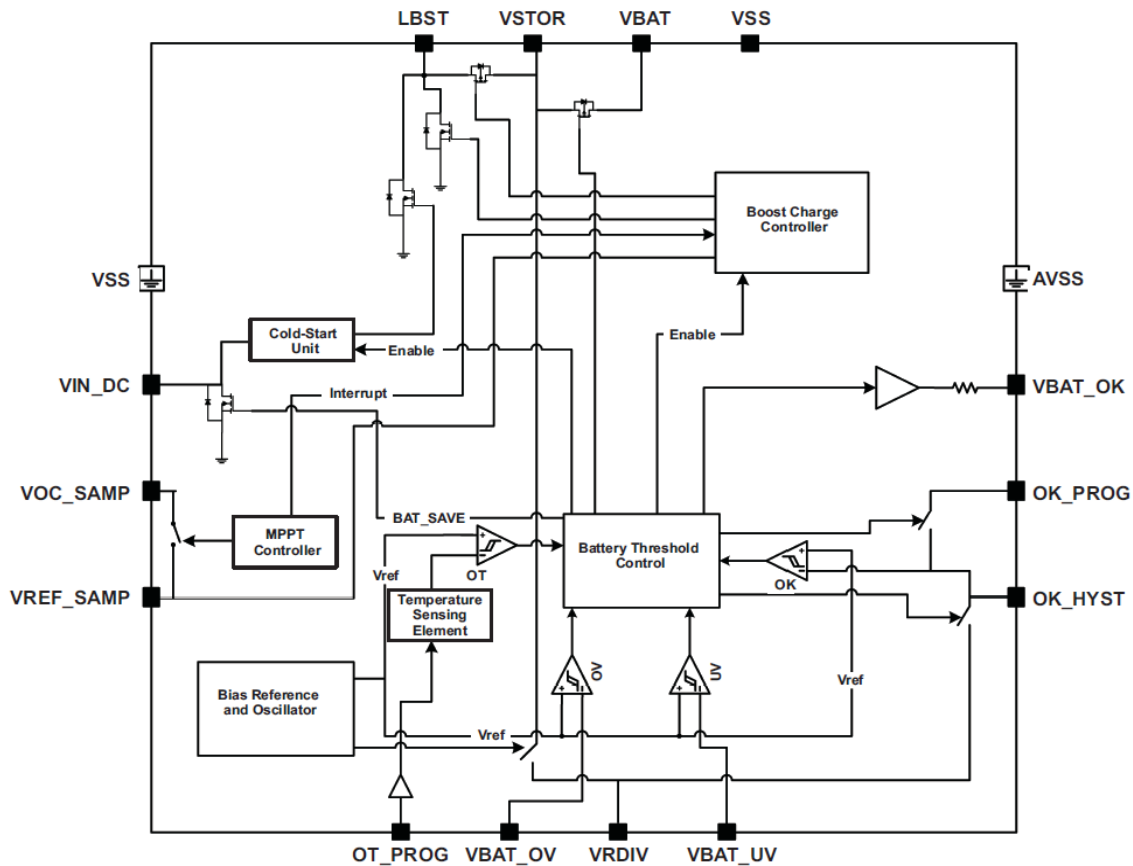 LBST VSTOR VBAT VSS
Boost Charge
Controller
VSS
AVSS
Cold-Start
Unit
Enable
Enable
VIN_DC
Interrupt
VBAT_OK
VOC_SAMP
OK_PROG
BAT_SAVE
MPPT
Controller
+
-
OT
Battery Threshold
Control
+
-
OK
Vref
VREF_SAMP
Temperature
Sensing
Element
OK_HYST
Bias Reference
and Oscillator
+
-
OV
+
-
UV
Vref
Vref
OT_PROG VBAT_OV VRDIV VBAT_UV